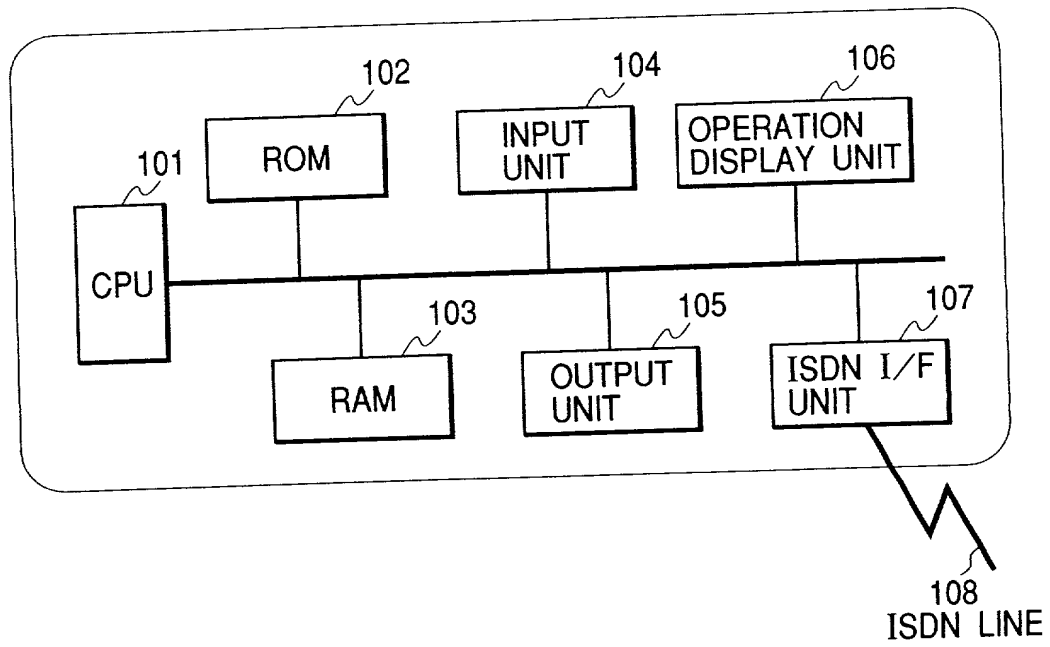 102
104
106
ROM
INPUT
UNIT
OPERATION
DISPLAY UNIT
101
CPU
103
105
107
RAM
OUTPUT
UNIT
ISDN I/F
UNIT
108
ISDN LINE